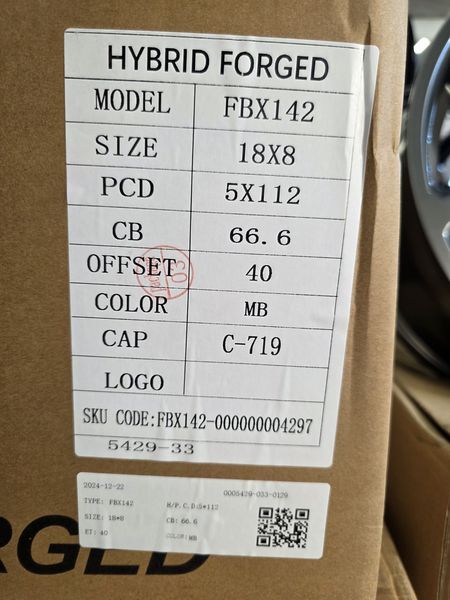 HYBRID FORGED
MODEL FBX142
SIZE 18X8
PCD 5X112
CB 66.6
OFFSET 40
COLOR MB
CAP C-719
LOGO
SKU CODE:FBX142-000000004297
5429-33
2024-12-22 0005429-033-0129
TYPE: FBX142 H/P.C.D:5*112
SIZE: 18*8 CB: 66.6
ET: 40 COLOR: MB
RGED